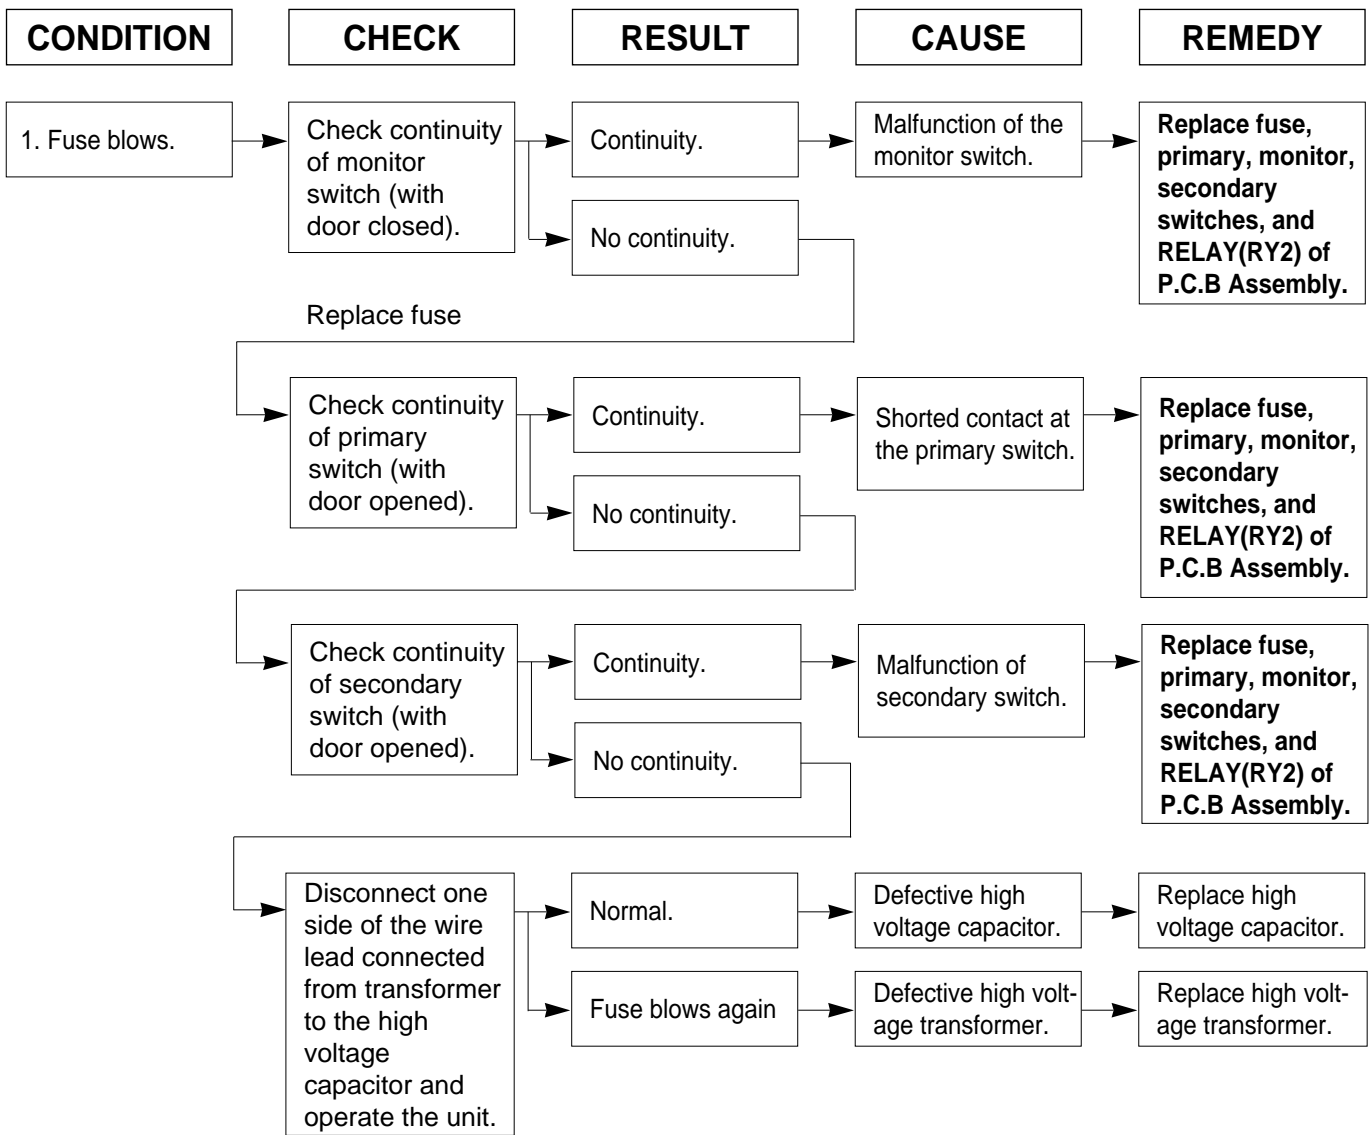 CONDITION
CHECK
RESULT
CAUSE
REMEDY
1. Fuse blows.
Check continuity
of monitor
switch (with
door closed).
Continuity.
Malfunction of the
monitor switch.
Replace fuse,
primary, monitor,
secondary
switches, and
RELAY(RY2) of
P.C.B Assembly.
No continuity.
Replace fuse
Check continuity
of primary
switch (with
door opened).
Continuity.
Shorted contact at
the primary switch.
Replace fuse,
primary, monitor,
secondary
switches, and
RELAY(RY2) of
P.C.B Assembly.
No continuity.
Check continuity
of secondary
switch (with
door opened).
Continuity.
Malfunction of
secondary switch.
Replace fuse,
primary, monitor,
secondary
switches, and
RELAY(RY2) of
P.C.B Assembly.
No continuity.
Disconnect one
side of the wire
lead connected
from transformer
to the high
voltage
capacitor and
operate the unit.
Normal.
Defective high
voltage capacitor.
Replace high
voltage capacitor.
Fuse blows again
Defective high volt-
age transformer.
Replace high volt-
age transformer.